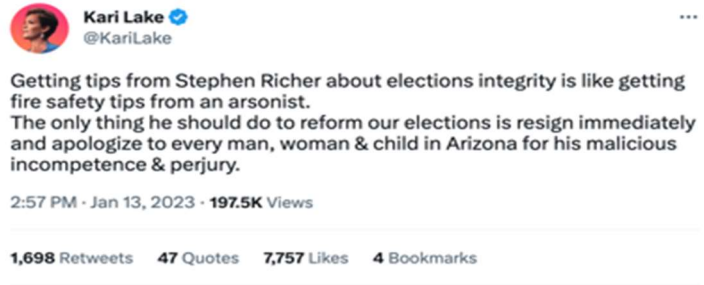 Kari Lake
@KariLake
Getting tips from Stephen Richer about elections integrity is like getting
fire safety tips from an arsonist.
The only thing he should do to reform our elections is resign immediately
and apologize to every man, woman & child in Arizona for his malicious
incompetence & perjury.
2:57 PM · Jan 13, 2023 · 197.5K Views
1,698 Retweets 47 Quotes 7,757 Likes 4 Bookmarks